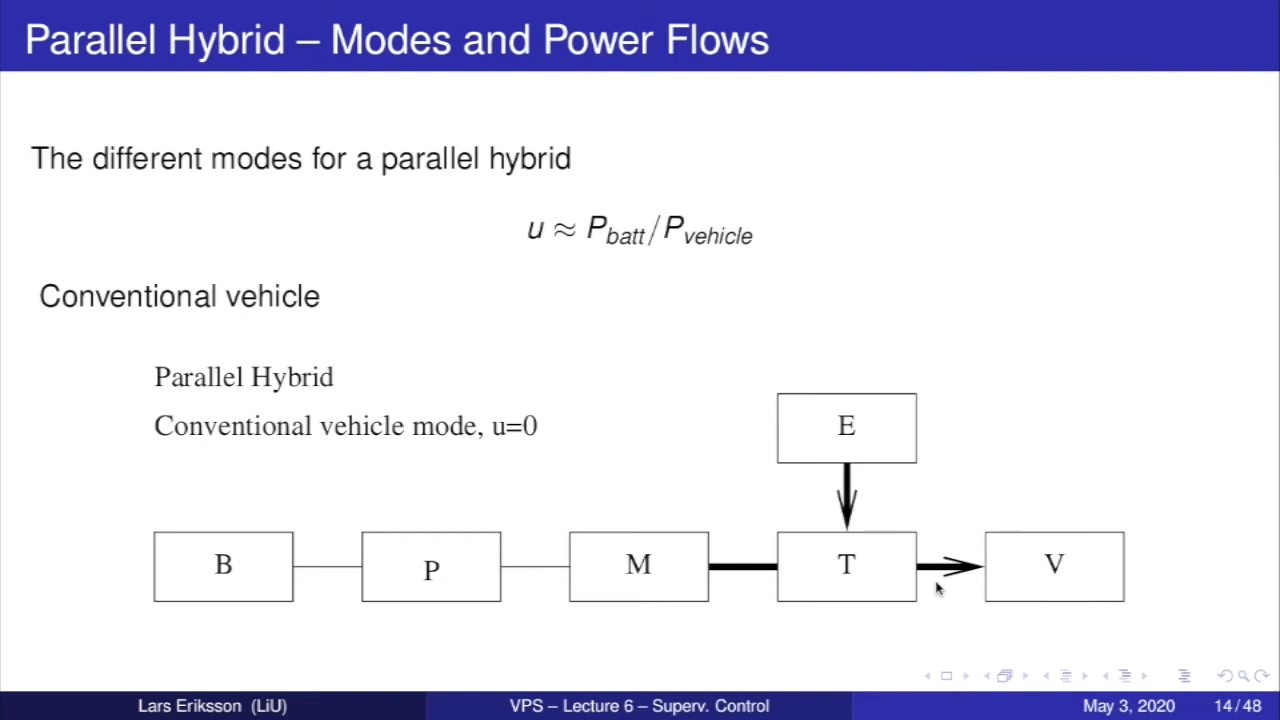 Parallel Hybrid – Modes and Power Flows
The different modes for a parallel hybrid
u ≈ P_batt/P_vehicle
Conventional vehicle
Parallel Hybrid
Conventional vehicle mode, u=0
E
B P M T V
Lars Eriksson (LiU) VPS – Lecture 6 – Superv. Control May 3, 2020 14 / 48